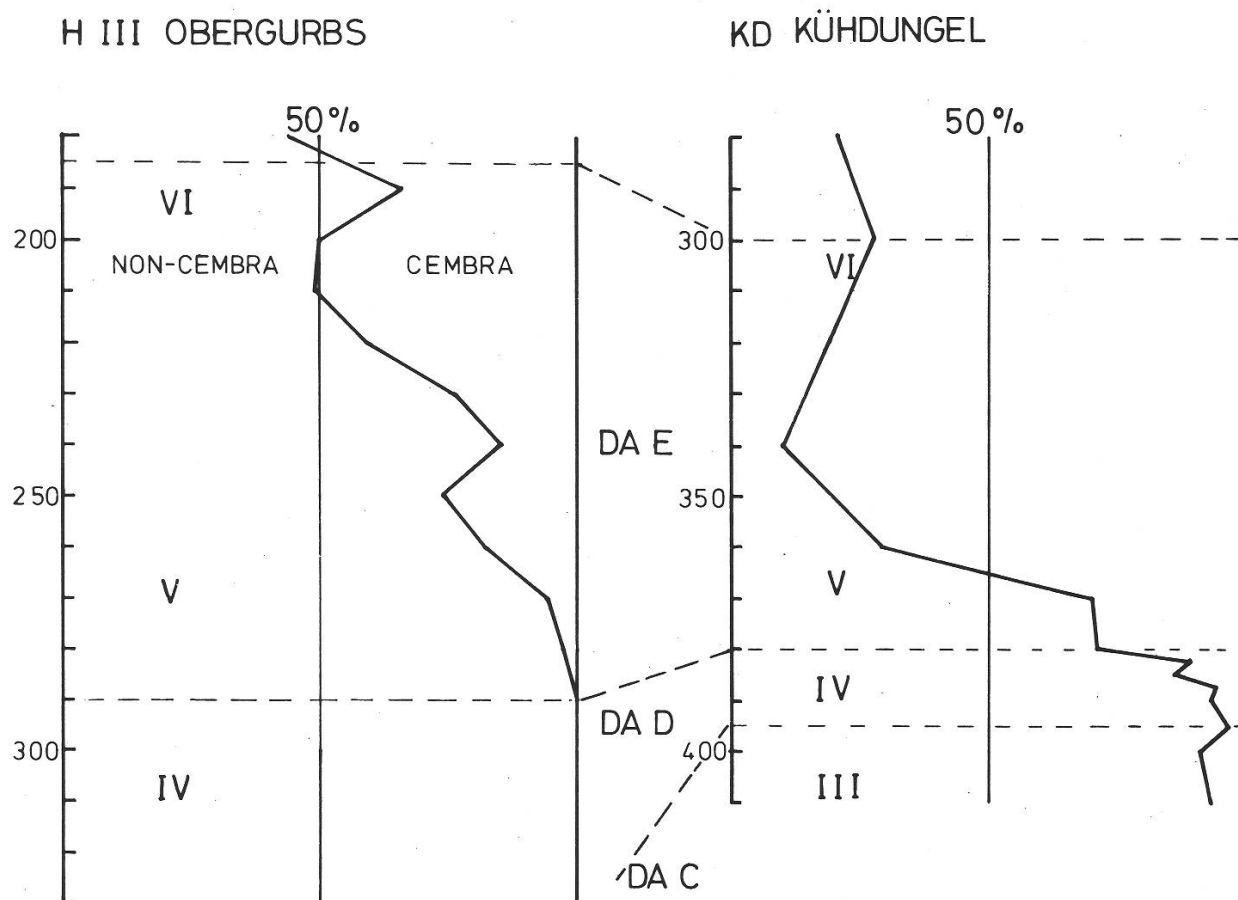 H III OBERGURBS
KD KÜHDUNGEL
50%
50%
VI
200
NON-CEMBRA
CEMBRA
300
VI
DA E
250
350
V
V
IV
DA D
300
400
IV
III
DA C